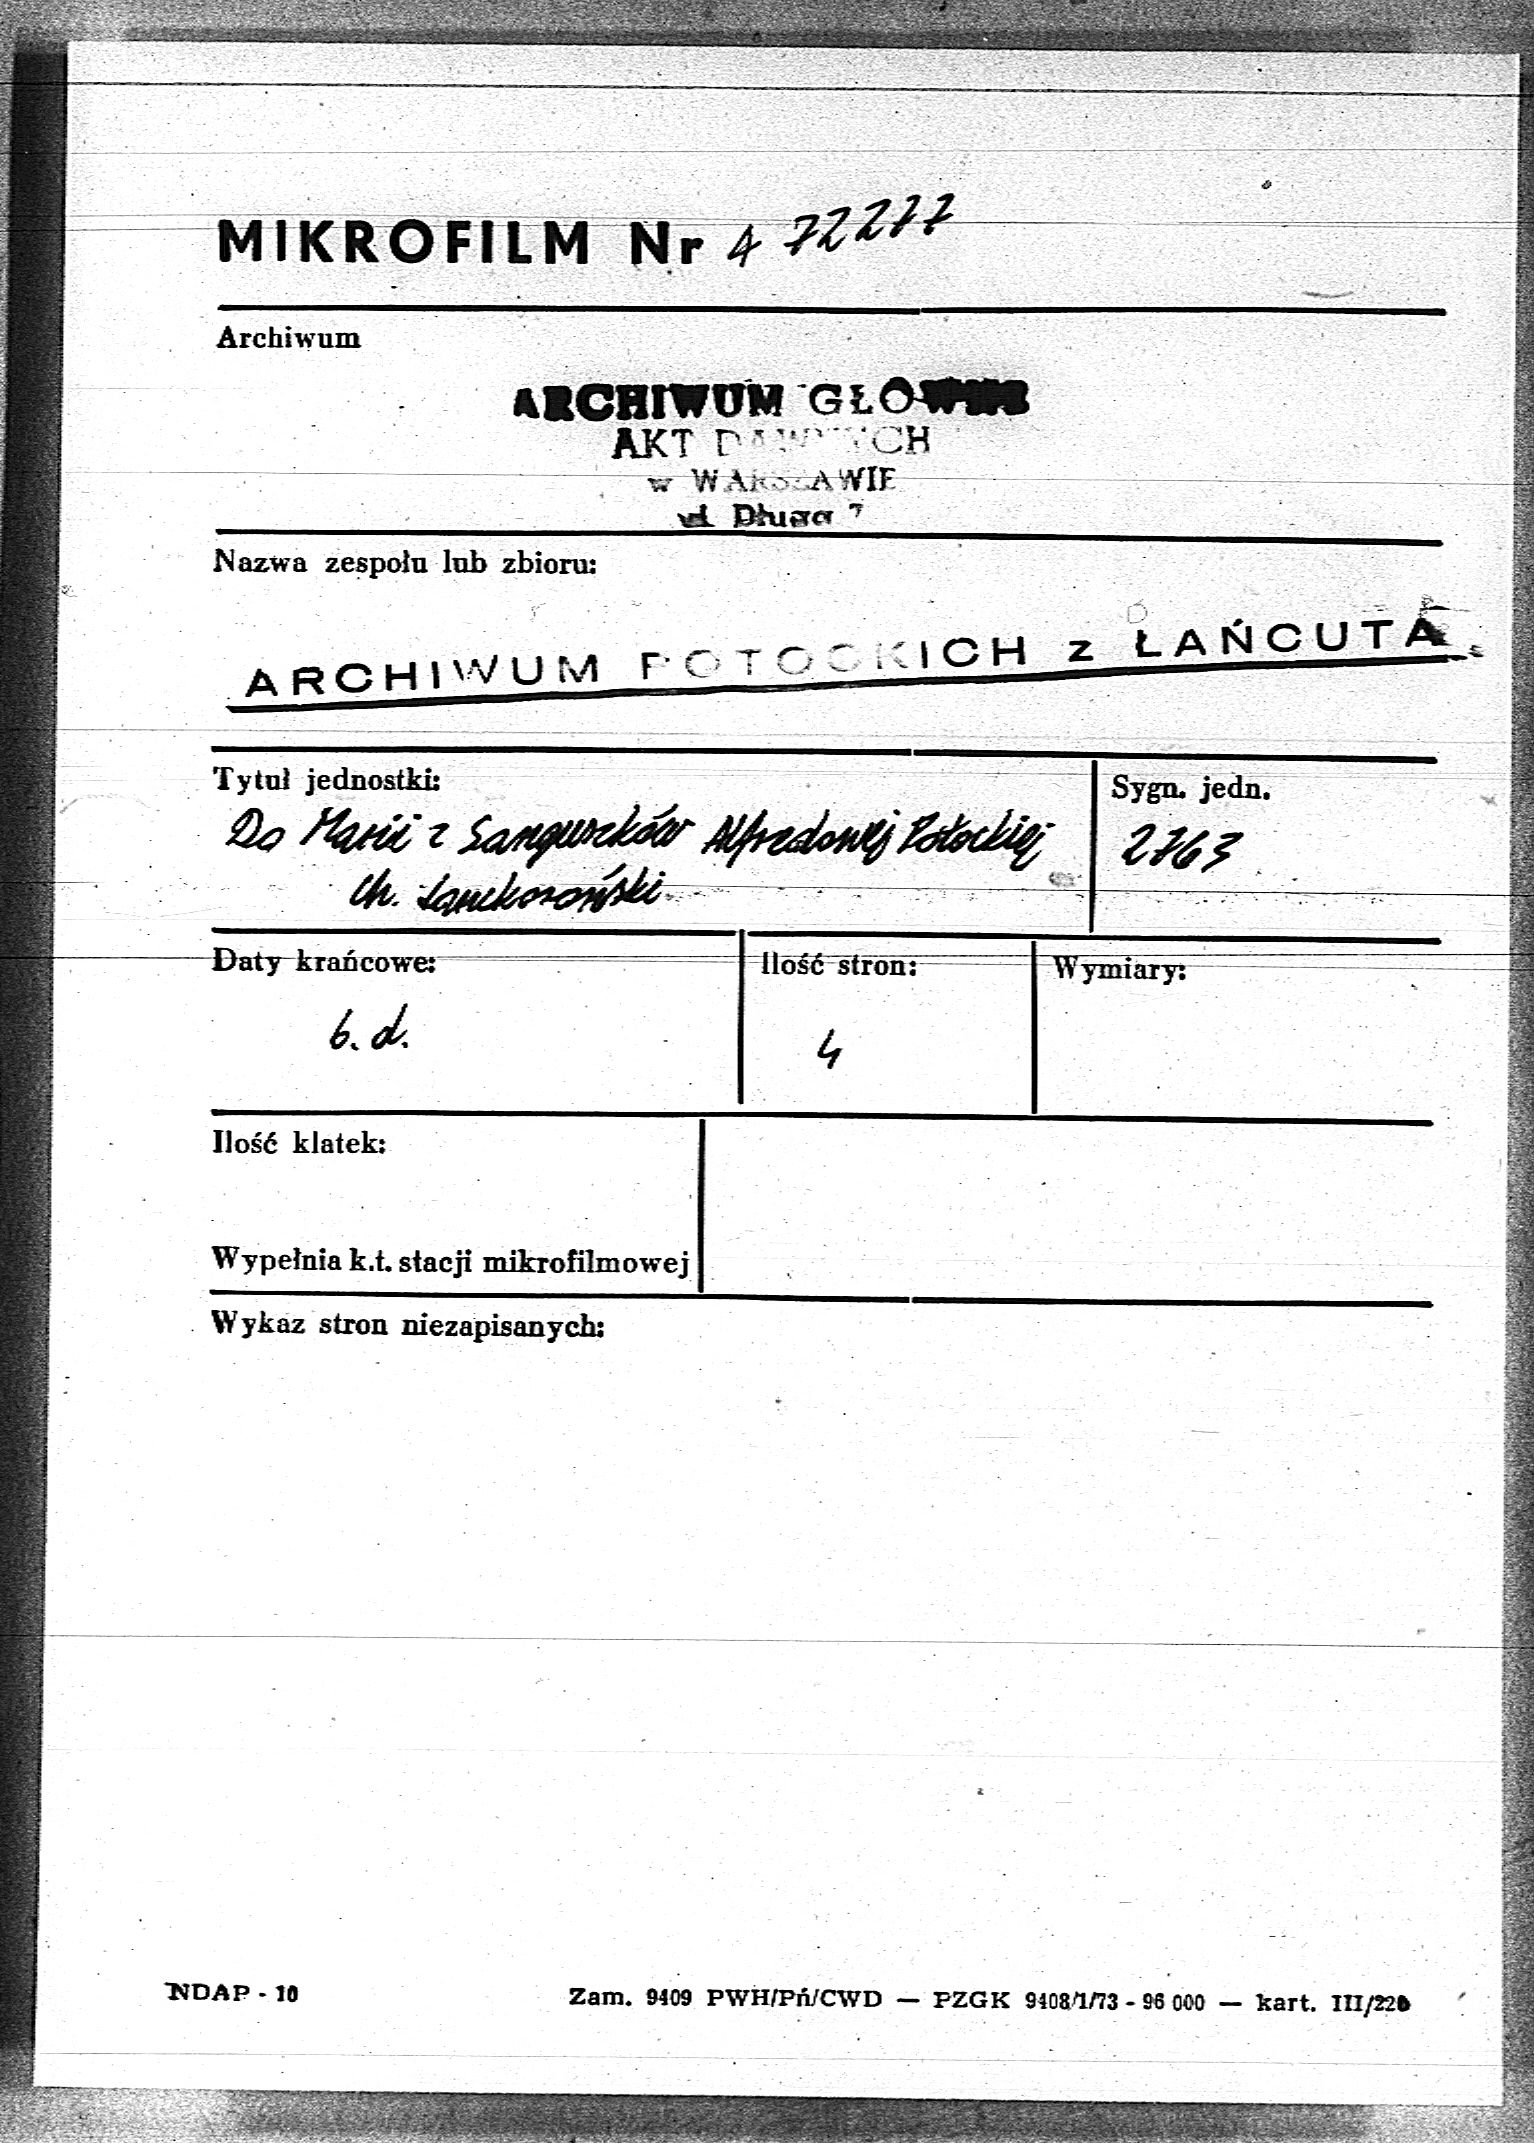 MIKROFILM Nr A 72277
Archiwum
ARCHIWUM GŁÓWNE
AKT DAWNYCH
w WARSZAWIE
ul. Długa 7
Nazwa zespołu lub zbioru:
ARCHIWUM POTOCKICH z ŁAŃCUTA
Tytuł jednostki:
Sygn. jedn.
Do Marii z Sanguszków Alfredowej Potockiej
2763
Ch. Lanckoroński
Daty krańcowe:
Ilość stron:
Wymiary:
b. d.
4
Ilość klatek:
Wypełnia k.t. stacji mikrofilmowej
Wykaz stron niezapisanych:
NDAP - 10
Zam. 9409 PWH/Pń/CWD — PZGK 9408/1/73 - 96 000 — kart. III/220